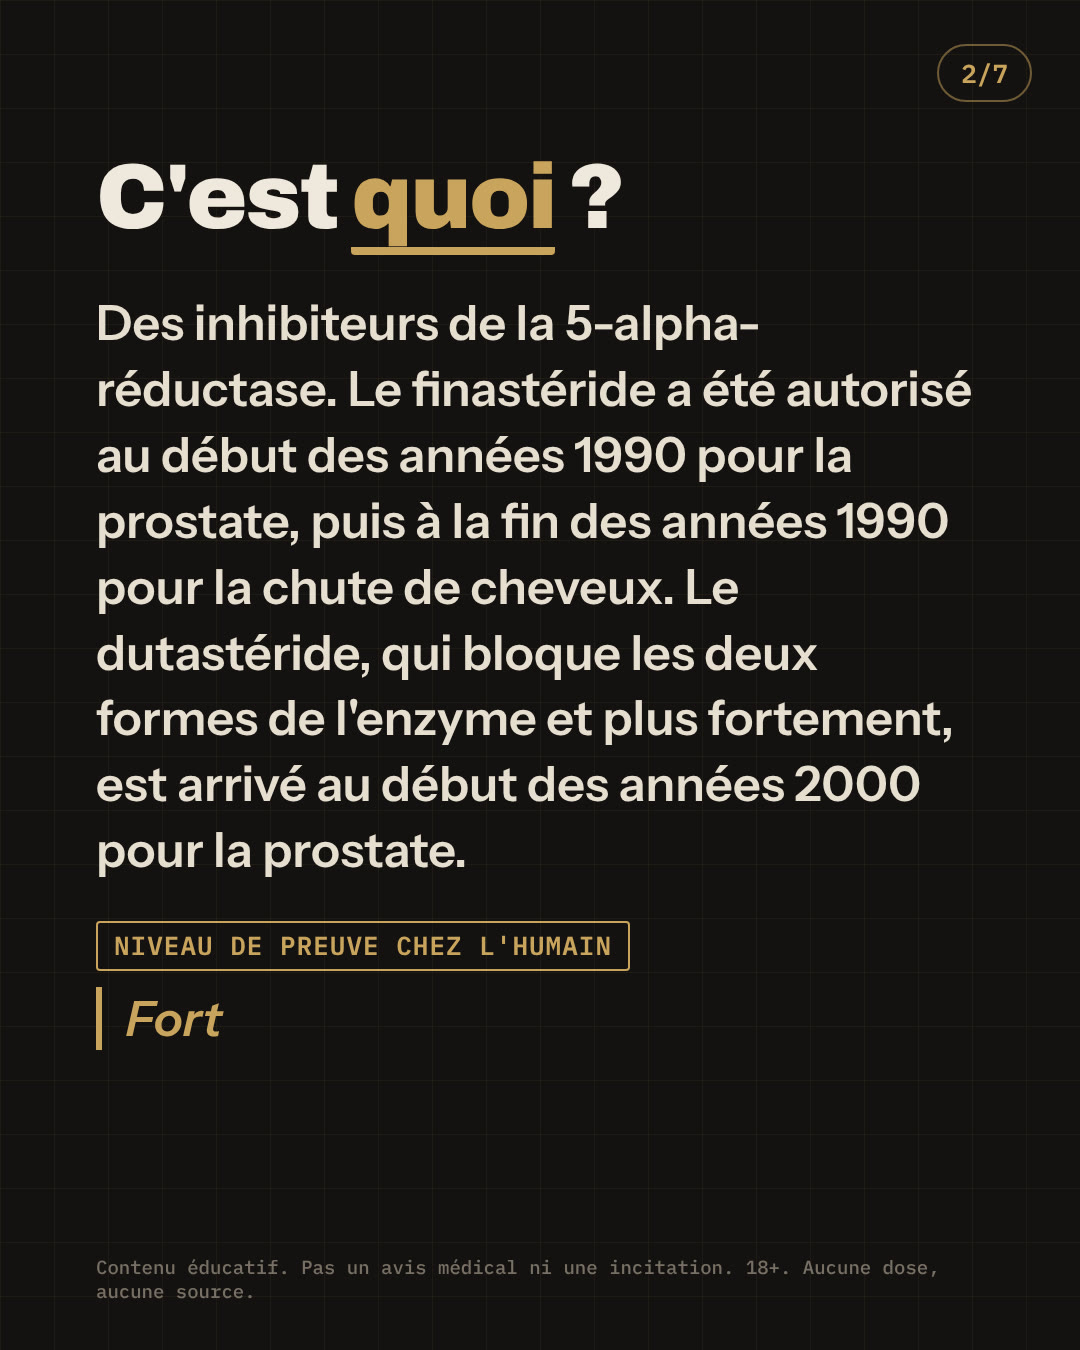 2/7
C'est quoi ?
Des inhibiteurs de la 5-alpha-
réductase. Le finastéride a été autorisé
au début des années 1990 pour la
prostate, puis à la fin des années 1990
pour la chute de cheveux. Le
dutastéride, qui bloque les deux
formes de l'enzyme et plus fortement,
est arrivé au début des années 2000
pour la prostate.
NIVEAU DE PREUVE CHEZ L'HUMAIN
Fort
Contenu éducatif. Pas un avis médical ni une incitation. 18+. Aucune dose,
aucune source.